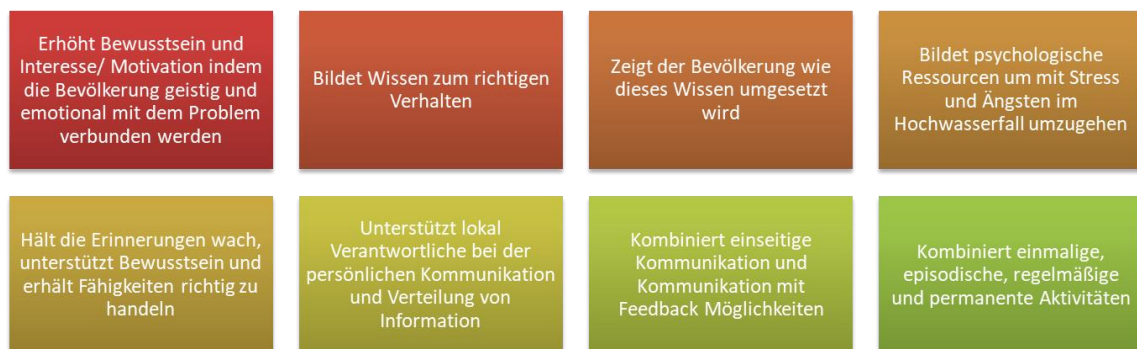 Erhöht Bewusstsein und
Interesse/ Motivation indem
die Bevölkerung geistig und
emotional mit dem Problem
verbunden werden
Bildet Wissen zum richtigen
Verhalten
Zeigt der Bevölkerung wie
dieses Wissen umgesetzt
wird
Bildet psychologische
Ressourcen um mit Stress
und Ängsten im
Hochwasserfall umzugehen
Hält die Erinnerungen wach,
unterstützt Bewusstsein und
erhält Fähigkeiten richtig zu
handeln
Unterstützt lokal
Verantwortliche bei der
persönlichen Kommunikation
und Verteilung von
Information
Kombiniert einseitige
Kommunikation und
Kommunikation mit
Feedback Möglichkeiten
Kombiniert einmalige,
episodische, regelmäßige
und permanente Aktivitäten